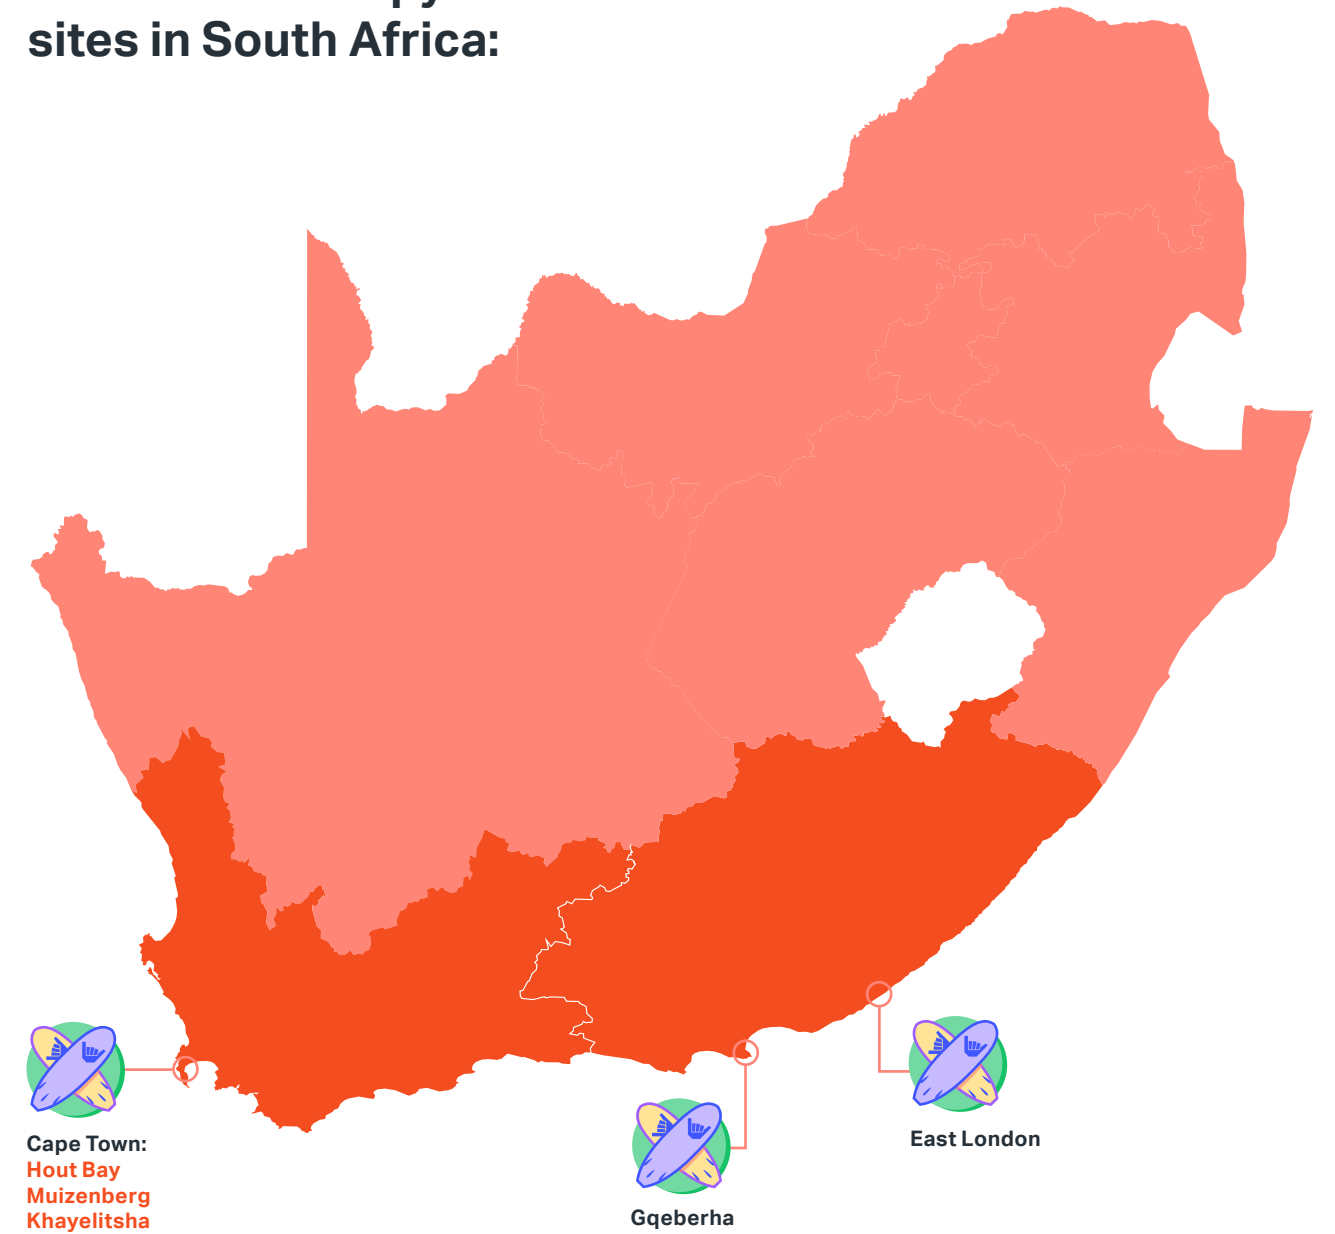 sites in South Africa:
Cape Town:
Hout Bay
Muizenberg
Khayelitsha
Gqeberha
East London